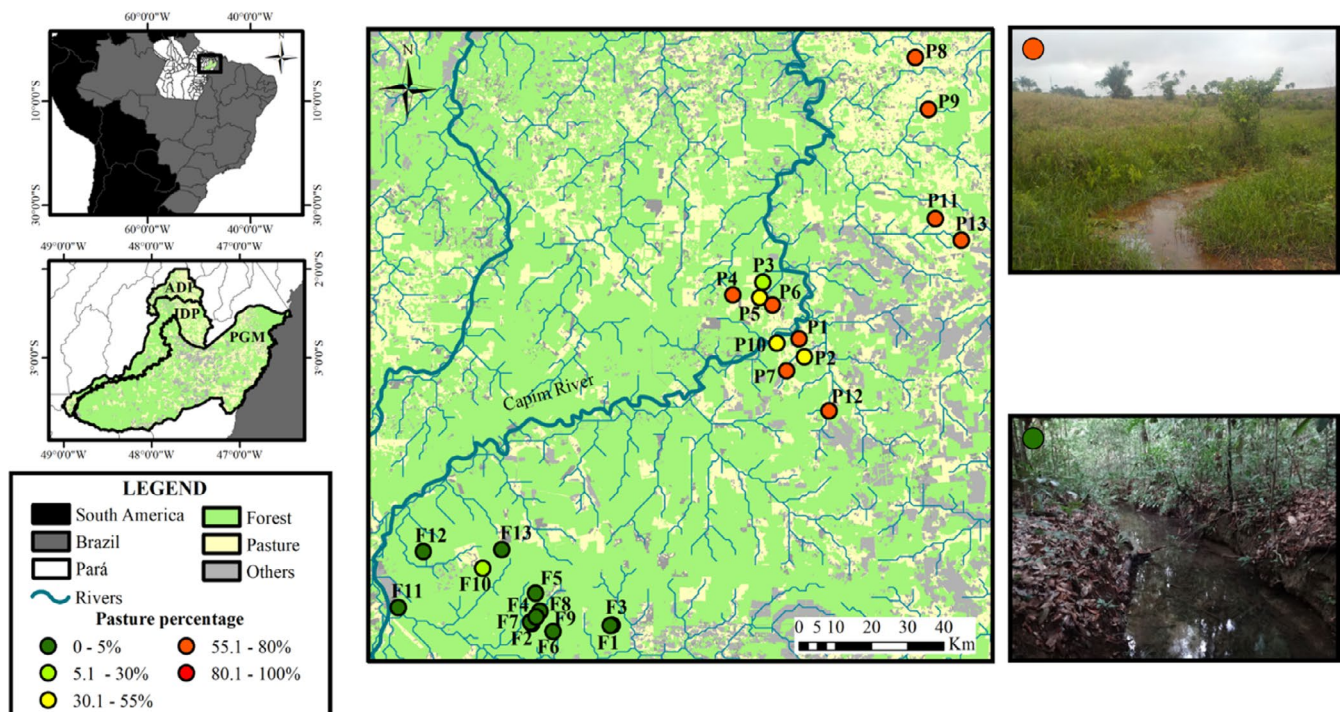 60°0'0"W 40°0'0"W
N
10°0'0"S
30°0'0"S
10°0'0"S
30°0'0"S
60°0'0"W 40°0'0"W
49°0'0"W 48°0'0"W 47°0'0"W
2°0'0"S
3°0'0"S
2°0'0"S
3°0'0"S
PGM
49°0'0"W 48°0'0"W 47°0'0"W
LEGEND
South America
Brazil
Pará
Rivers
Forest
Pasture
Others
Pasture percentage
0 - 5%
5.1 - 30%
30.1 - 55%
55.1 - 80%
80.1 - 100%
N
P8
P9
P11
P13
P3
P4
P6
P5
P1
P10
P2
P7
P12
Capim River
F12
F13
F10
F11
F5
F4
F8
F3
F7
F9
F2
F6
F1
0 5 10 20 30 40
Km